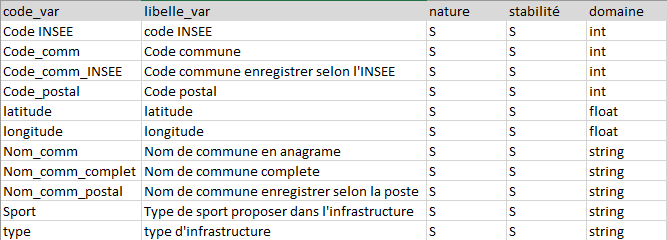 code_var libelle_var nature stabilité domaine
Code INSEE code INSEE S S int
Code_comm Code commune S S int
Code_comm_INSEE Code commune enregistrer selon l'INSEE S S int
Code_postal Code postal S S int
latitude latitude S S float
longitude longitude S S float
Nom_comm Nom de commune en anagrame S S string
Nom_comm_complet Nom de commune complete S S string
Nom_comm_postal Nom de commune enregistrer selon la poste S S string
Sport Type de sport proposer dans l'infrastructure S S string
type type d'infrastructure S S string